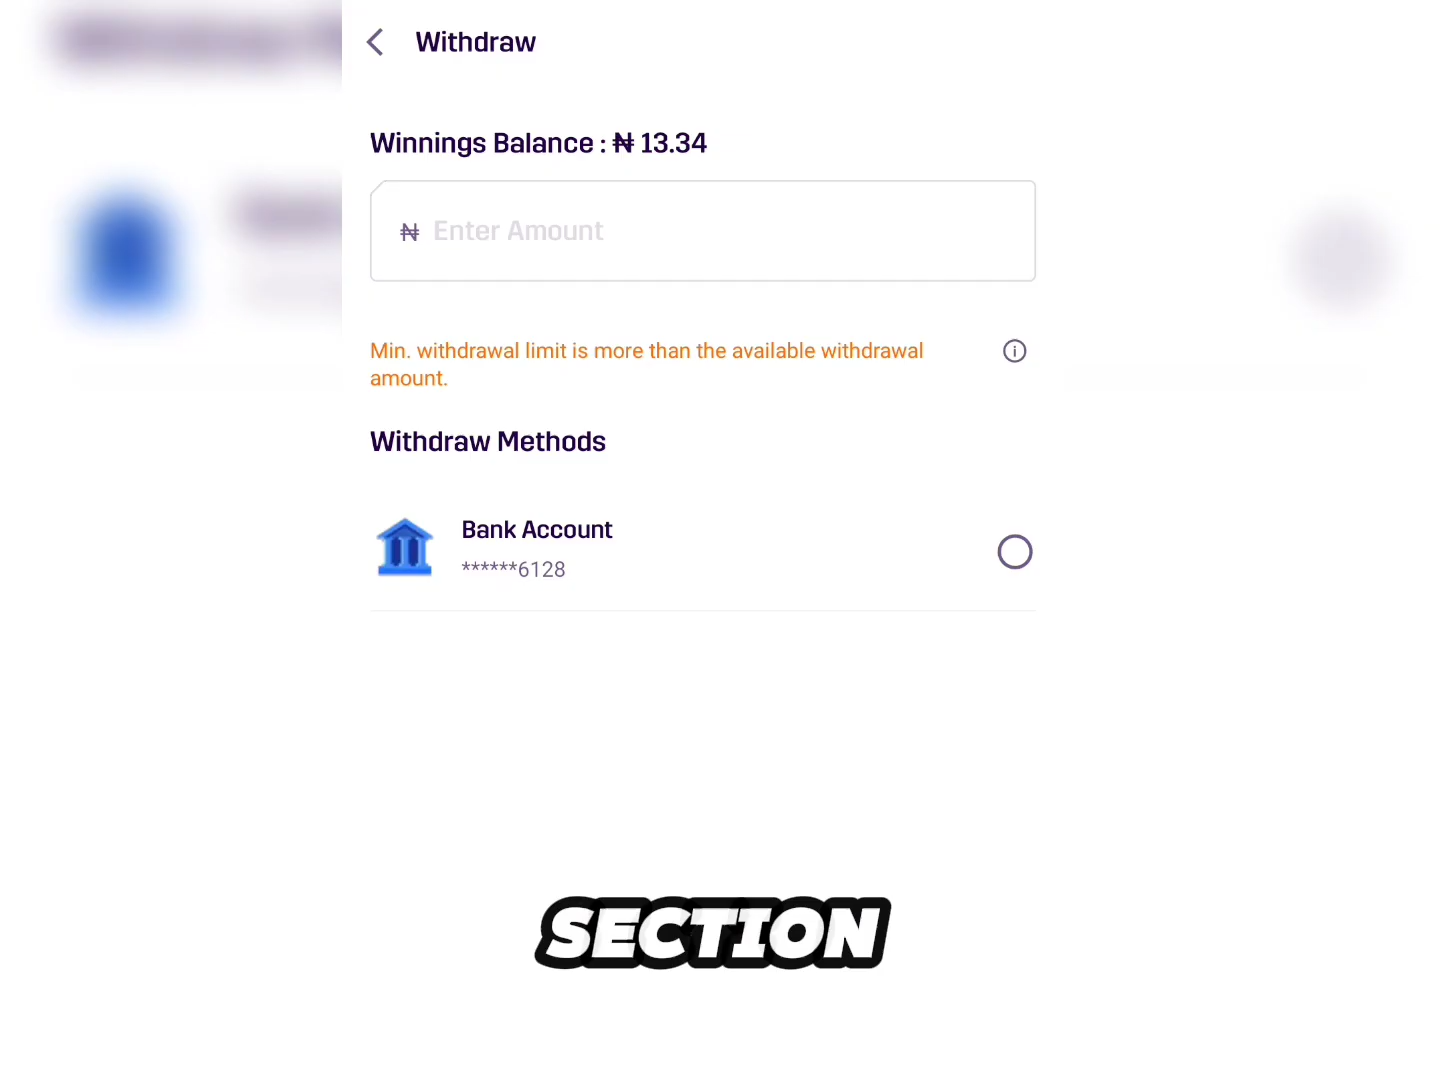 Withdraw
Winnings Balance : ₦ 13.34
₦ Enter Amount
Min. withdrawal limit is more than the available withdrawal
amount.
Withdraw Methods
Bank Account
******6128
SECTION